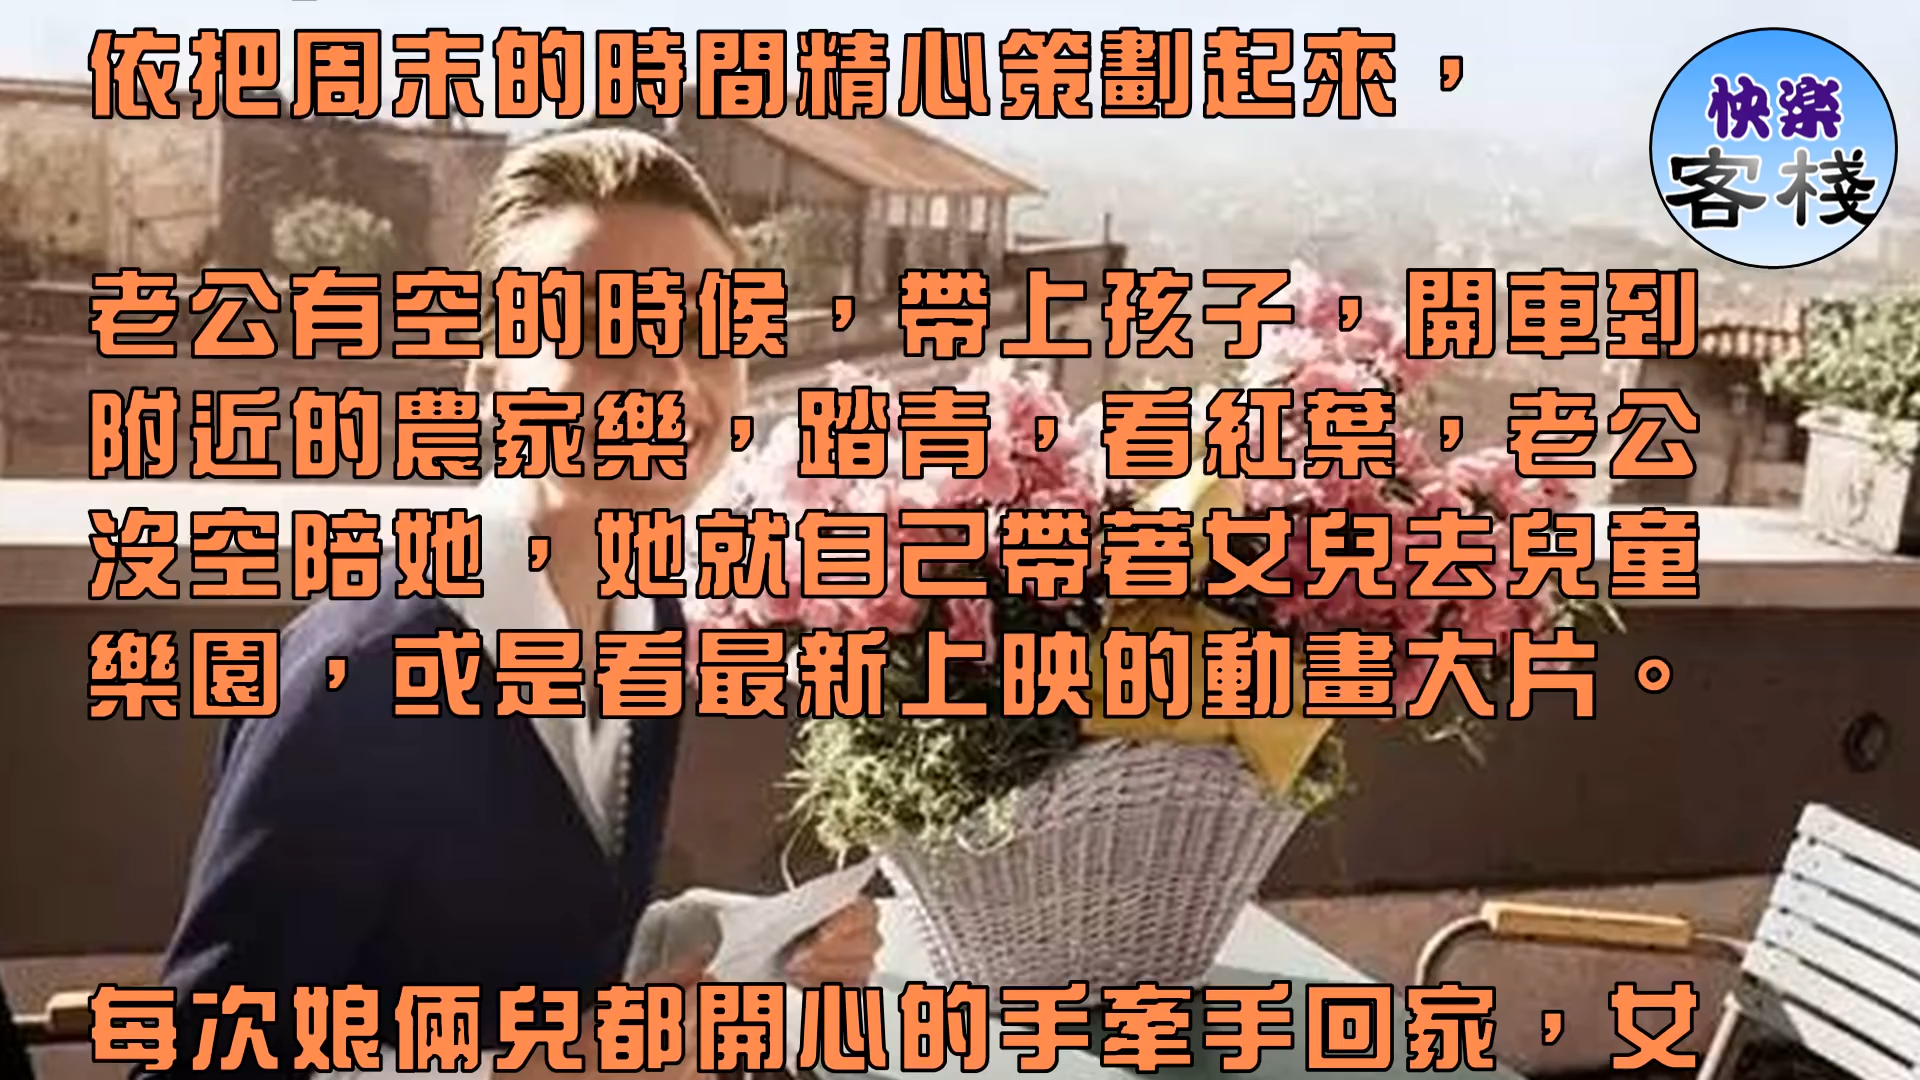 依把周末的時間精心策劃起來，
快楽
客棧
老公有空的時候，帶上孩子，開車到
附近的農家樂，踏青，看紅葉，老公
沒空陪她，她就自己帶著女兒去兒童
樂園，或是看最新上映的動畫大片。
每次娘倆兒都開心的手牽手回家，女